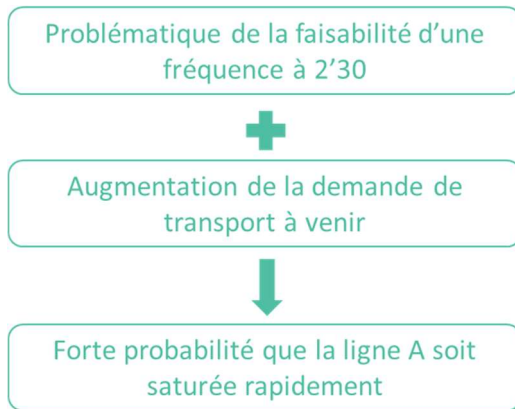 Problématique de la faisabilité d’une
fréquence à 2’30
Augmentation de la demande de
transport à venir
Forte probabilité que la ligne A soit
saturée rapidement